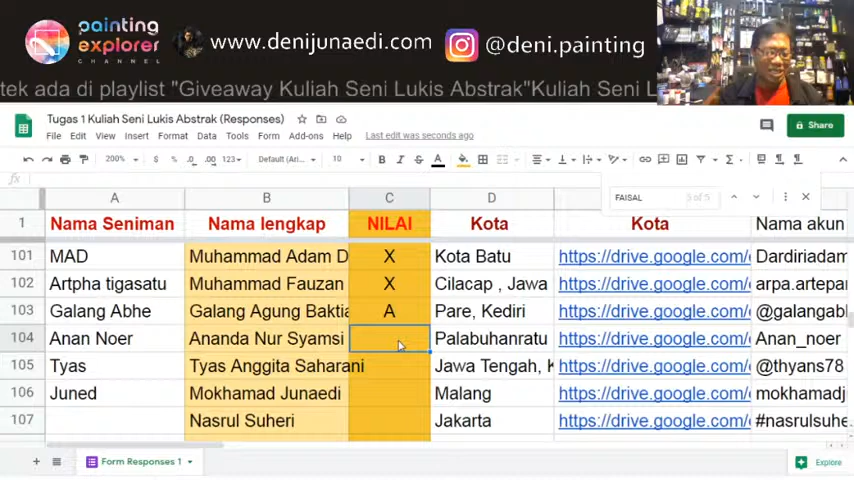 painting
explorer
CHANNEL
www.denijunaedi.com
@deni.painting
tek ada di playlist "Giveaway Kuliah Seni Lukis Abstrak"Kuliah Seni L
Tugas 1 Kuliah Seni Lukis Abstrak (Responses)
File Edit View Insert Format Data Tools Form Add-ons Help Last edit was seconds ago
Share
200% $ % .0 .00 123 Default (Ari... 10 B I S A
fx
FAISAL
A B C D
1 Nama Seniman Nama lengkap NILAI Kota Kota Nama akun
101 MAD Muhammad Adam D X Kota Batu https://drive.google.com/ Dardiriadam
102 Artpha tigasatu Muhammad Fauzan X Cilacap , Jawa https://drive.google.com/ arpa.artepar
103 Galang Abhe Galang Agung Baktia A Pare, Kediri https://drive.google.com/ @galangabh
104 Anan Noer Ananda Nur Syamsi Palabuhanratu https://drive.google.com/ Anan_noer
105 Tyas Tyas Anggita Saharani Jawa Tengah, K https://drive.google.com/ @thyans78
106 Juned Mokhamad Junaedi Malang https://drive.google.com/ mokhamadj
107 Nasrul Suheri Jakarta https://drive.google.com/ #nasrulsuhe
Form Responses 1
Explore